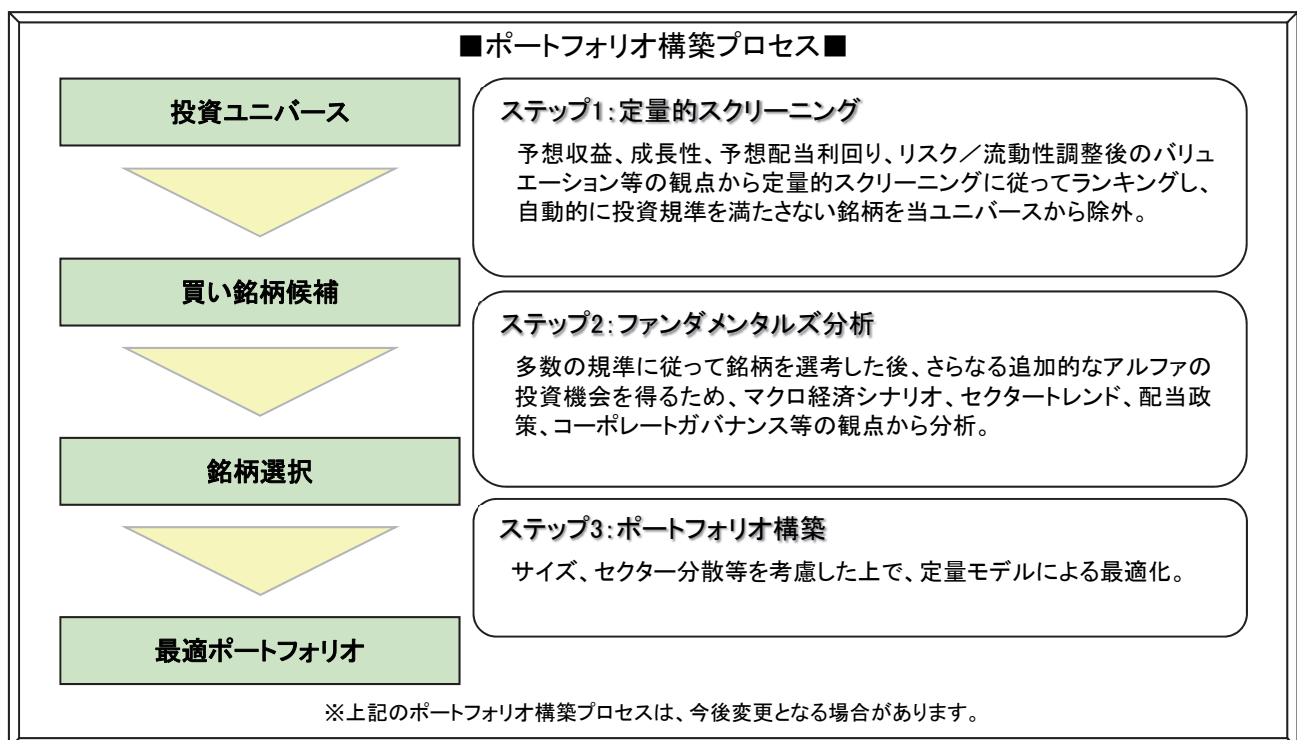 ■ポートフォリオ構築プロセス■
投資ユニバース
ステップ1：定量的スクリーニング
予想収益、成長性、予想配当利回り、リスク／流動性調整後のバリュ
エーション等の観点から定量的スクリーニングに従ってランキングし、
自動的に投資規準を満たさない銘柄を当ユニバースから除外。
買い銘柄候補
ステップ2：ファンダメンタルズ分析
多数の規準に従って銘柄を選考した後、さらなる追加的なアルファの
投資機会を得るため、マクロ経済シナリオ、セクタートレンド、配当政
策、コーポレートガバナンス等の観点から分析。
銘柄選択
ステップ3：ポートフォリオ構築
サイズ、セクター分散等を考慮した上で、定量モデルによる最適化。
最適ポートフォリオ
※上記のポートフォリオ構築プロセスは、今後変更となる場合があります。